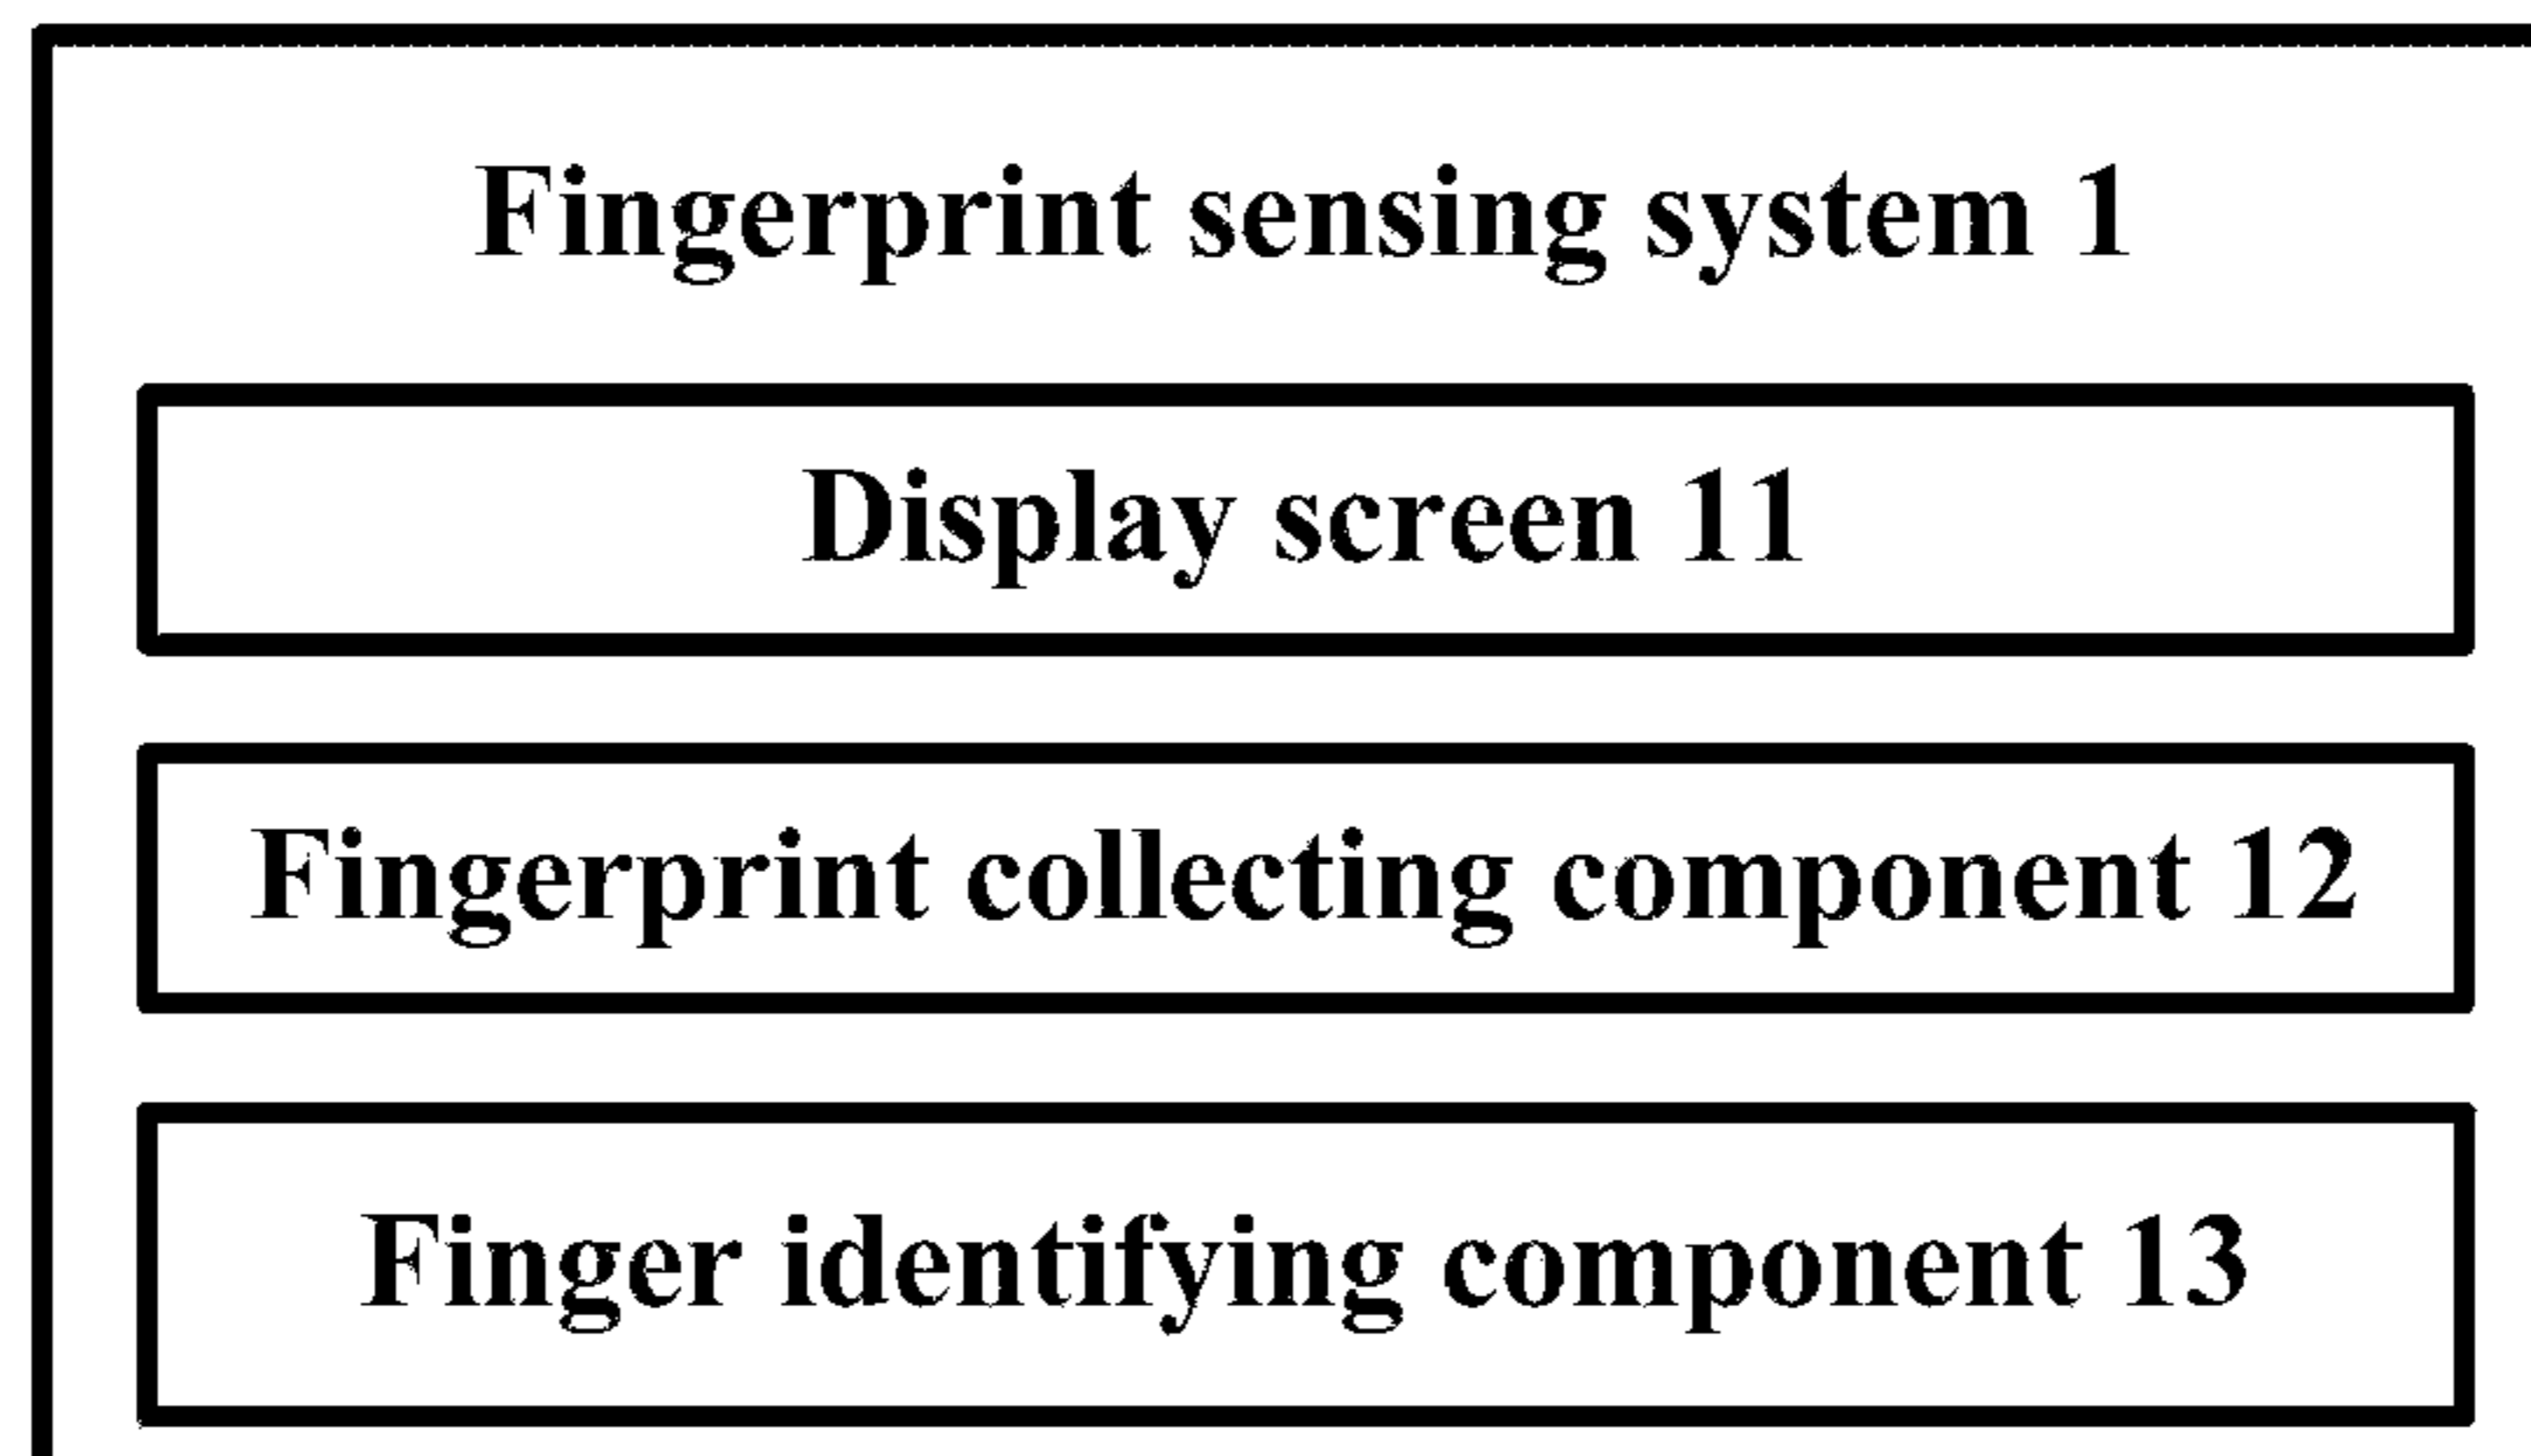 Fingerprint sensing system 1
Display screen 11
Fingerprint collecting component 12
Finger identifying component 13